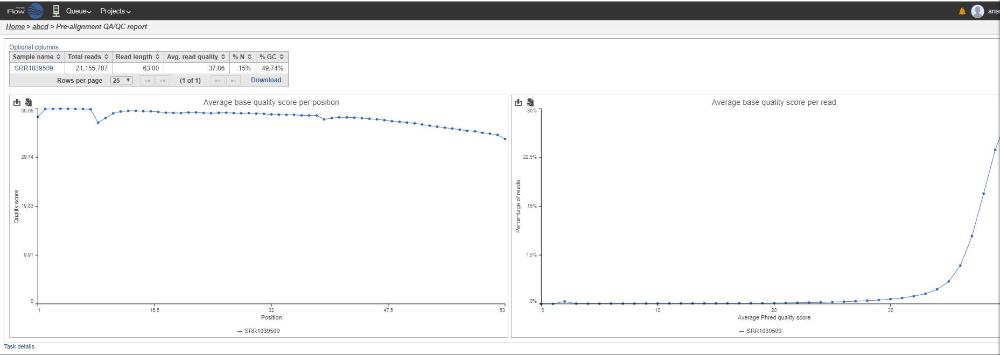 Partek
Flow Queue Projects ans
Home > abcd > Pre-alignment QA/QC report
Optional columns
Sample name Total reads Read length Avg. read quality % N % GC
SRR1039509 21,155,707 63.00 37.86 .15% 49.74%
Rows per page 25 (1 of 1) Download
Average base quality score per position
39.65
29.74
19.83
9.91
0
Quality score
1 16.5 32 47.5 63
Position
SRR1039509
Average base quality score per read
30%
22.5%
15%
7.5%
0%
Percentage of reads
0 10 20 30
Average Phred quality score
SRR1039509
Task details